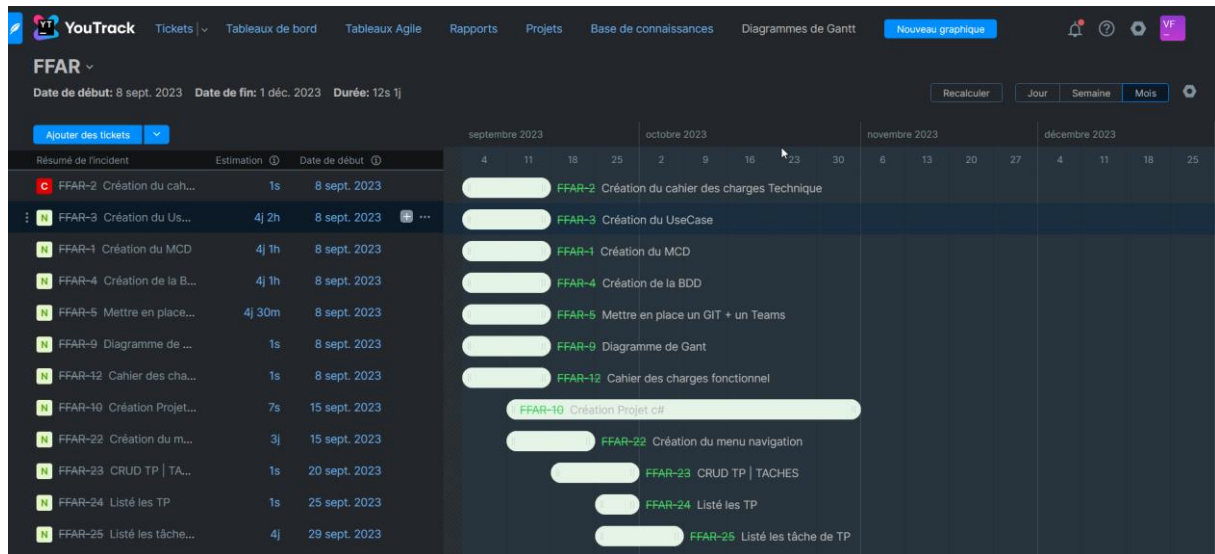 YT YouTrack Tickets Tableaux de bord Tableaux Agile Rapports Projets Base de connaissances Diagrammes de Gantt Nouveau graphique VF
FFAR
Date de début: 8 sept. 2023 Date de fin: 1 déc. 2023 Durée: 12s 1j
Recalculer Jour Semaine Mois
Ajouter des tickets septembre 2023 octobre 2023 novembre 2023 décembre 2023
Résumé de l'incident Estimation Date de début 4 11 18 25 2 9 16 23 30 6 13 20 27 4 11 18 25
C FFAR-2 Création du cah... 1s 8 sept. 2023 FFAR-2 Création du cahier des charges Technique
N FFAR-3 Création du Us... 4j 2h 8 sept. 2023 FFAR-3 Création du UseCase
N FFAR-1 Création du MCD 4j 1h 8 sept. 2023 FFAR-1 Création du MCD
N FFAR-4 Création de la B... 4j 1h 8 sept. 2023 FFAR-4 Création de la BDD
N FFAR-5 Mettre en place... 4j 30m 8 sept. 2023 FFAR-5 Mettre en place un GIT + un Teams
N FFAR-9 Diagramme de ... 1s 8 sept. 2023 FFAR-9 Diagramme de Gant
N FFAR-12 Cahier des cha... 1s 8 sept. 2023 FFAR-12 Cahier des charges fonctionnel
N FFAR-10 Création Projet... 7s 15 sept. 2023 FFAR-10 Création Projet c#
N FFAR-22 Création du m... 3j 15 sept. 2023 FFAR-22 Création du menu navigation
N FFAR-23 CRUD TP | TA... 1s 20 sept. 2023 FFAR-23 CRUD TP | TACHES
N FFAR-24 Listé les TP 1s 25 sept. 2023 FFAR-24 Listé les TP
N FFAR-25 Listé les tâche... 4j 29 sept. 2023 FFAR-25 Listé les tâche de TP